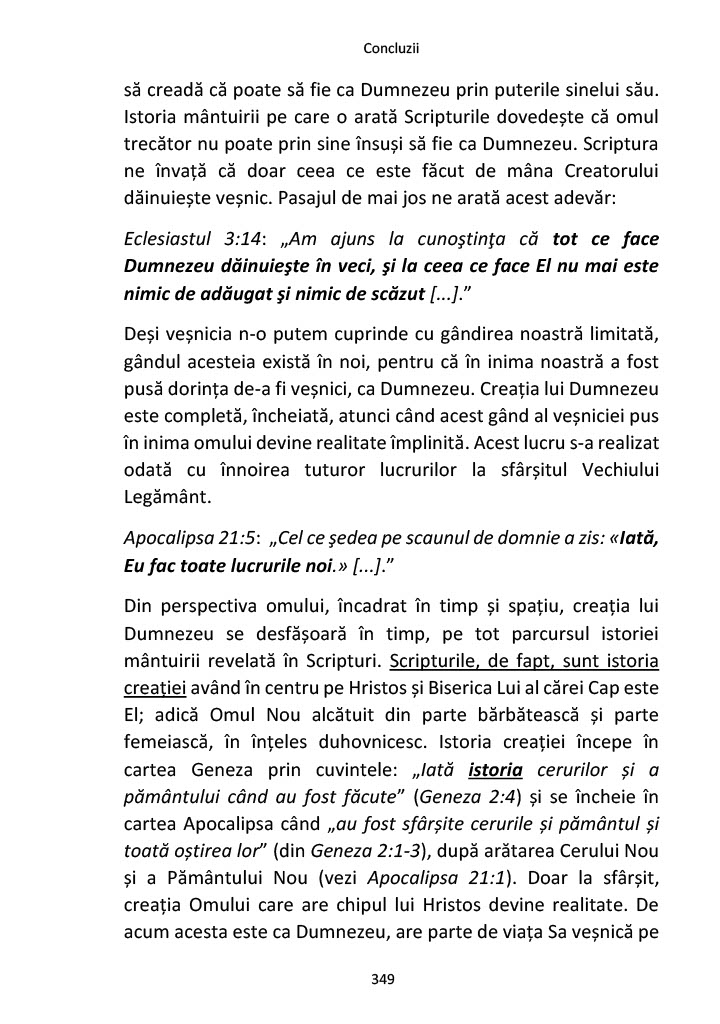 Concluzii
să creadă că poate să fie ca Dumnezeu prin puterile sinelui său.
Istoria mântuirii pe care o arată Scripturile dovedește că omul
trecător nu poate prin sine însuși să fie ca Dumnezeu. Scriptura
ne învață că doar ceea ce este făcut de mâna Creatorului
dăinuiește veșnic. Pasajul de mai jos ne arată acest adevăr:
Eclesiastul 3:14: „Am ajuns la cunoştinţa că tot ce face
Dumnezeu dăinuieşte în veci, şi la ceea ce face El nu mai este
nimic de adăugat şi nimic de scăzut [...].”
Deși veșnicia n-o putem cuprinde cu gândirea noastră limitată,
gândul acesteia există în noi, pentru că în inima noastră a fost
pusă dorința de-a fi veșnici, ca Dumnezeu. Creația lui Dumnezeu
este completă, încheiată, atunci când acest gând al veșniciei pus
în inima omului devine realitate împlinită. Acest lucru s-a realizat
odată cu înnoirea tuturor lucrurilor la sfârșitul Vechiului
Legământ.
Apocalipsa 21:5: „Cel ce şedea pe scaunul de domnie a zis: «Iată,
Eu fac toate lucrurile noi.» [...].”
Din perspectiva omului, încadrat în timp și spațiu, creația lui
Dumnezeu se desfășoară în timp, pe tot parcursul istoriei
mântuirii revelată în Scripturi. Scripturile, de fapt, sunt istoria
creației având în centru pe Hristos și Biserica Lui al cărei Cap este
El; adică Omul Nou alcătuit din parte bărbătească și parte
femeiască, în înțeles duhovnicesc. Istoria creației începe în
cartea Geneza prin cuvintele: „Iată istoria cerurilor și a
pământului când au fost făcute” (Geneza 2:4) și se încheie în
cartea Apocalipsa când „au fost sfârșite cerurile și pământul și
toată oștirea lor” (din Geneza 2:1-3), după arătarea Cerului Nou
și a Pământului Nou (vezi Apocalipsa 21:1). Doar la sfârșit,
creația Omului care are chipul lui Hristos devine realitate. De
acum acesta este ca Dumnezeu, are parte de viața Sa veșnică pe
349